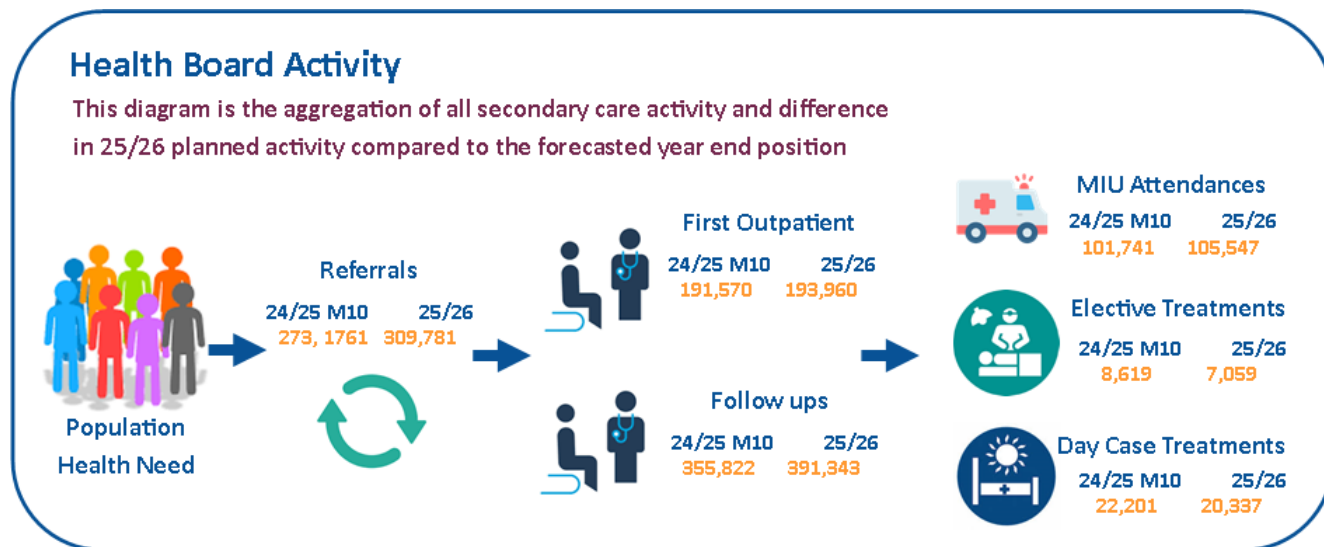 Health Board Activity
This diagram is the aggregation of all secondary care activity and difference
in 25/26 planned activity compared to the forecasted year end position
Population
Health Need
Referrals
24/25 M10 25/26
273, 1761 309,781
First Outpatient
24/25 M10 25/26
191,570 193,960
Follow ups
24/25 M10 25/26
355,822 391,343
MIU Attendances
24/25 M10 25/26
101,741 105,547
Elective Treatments
24/25 M10 25/26
8,619 7,059
Day Case Treatments
24/25 M10 25/26
22,201 20,337